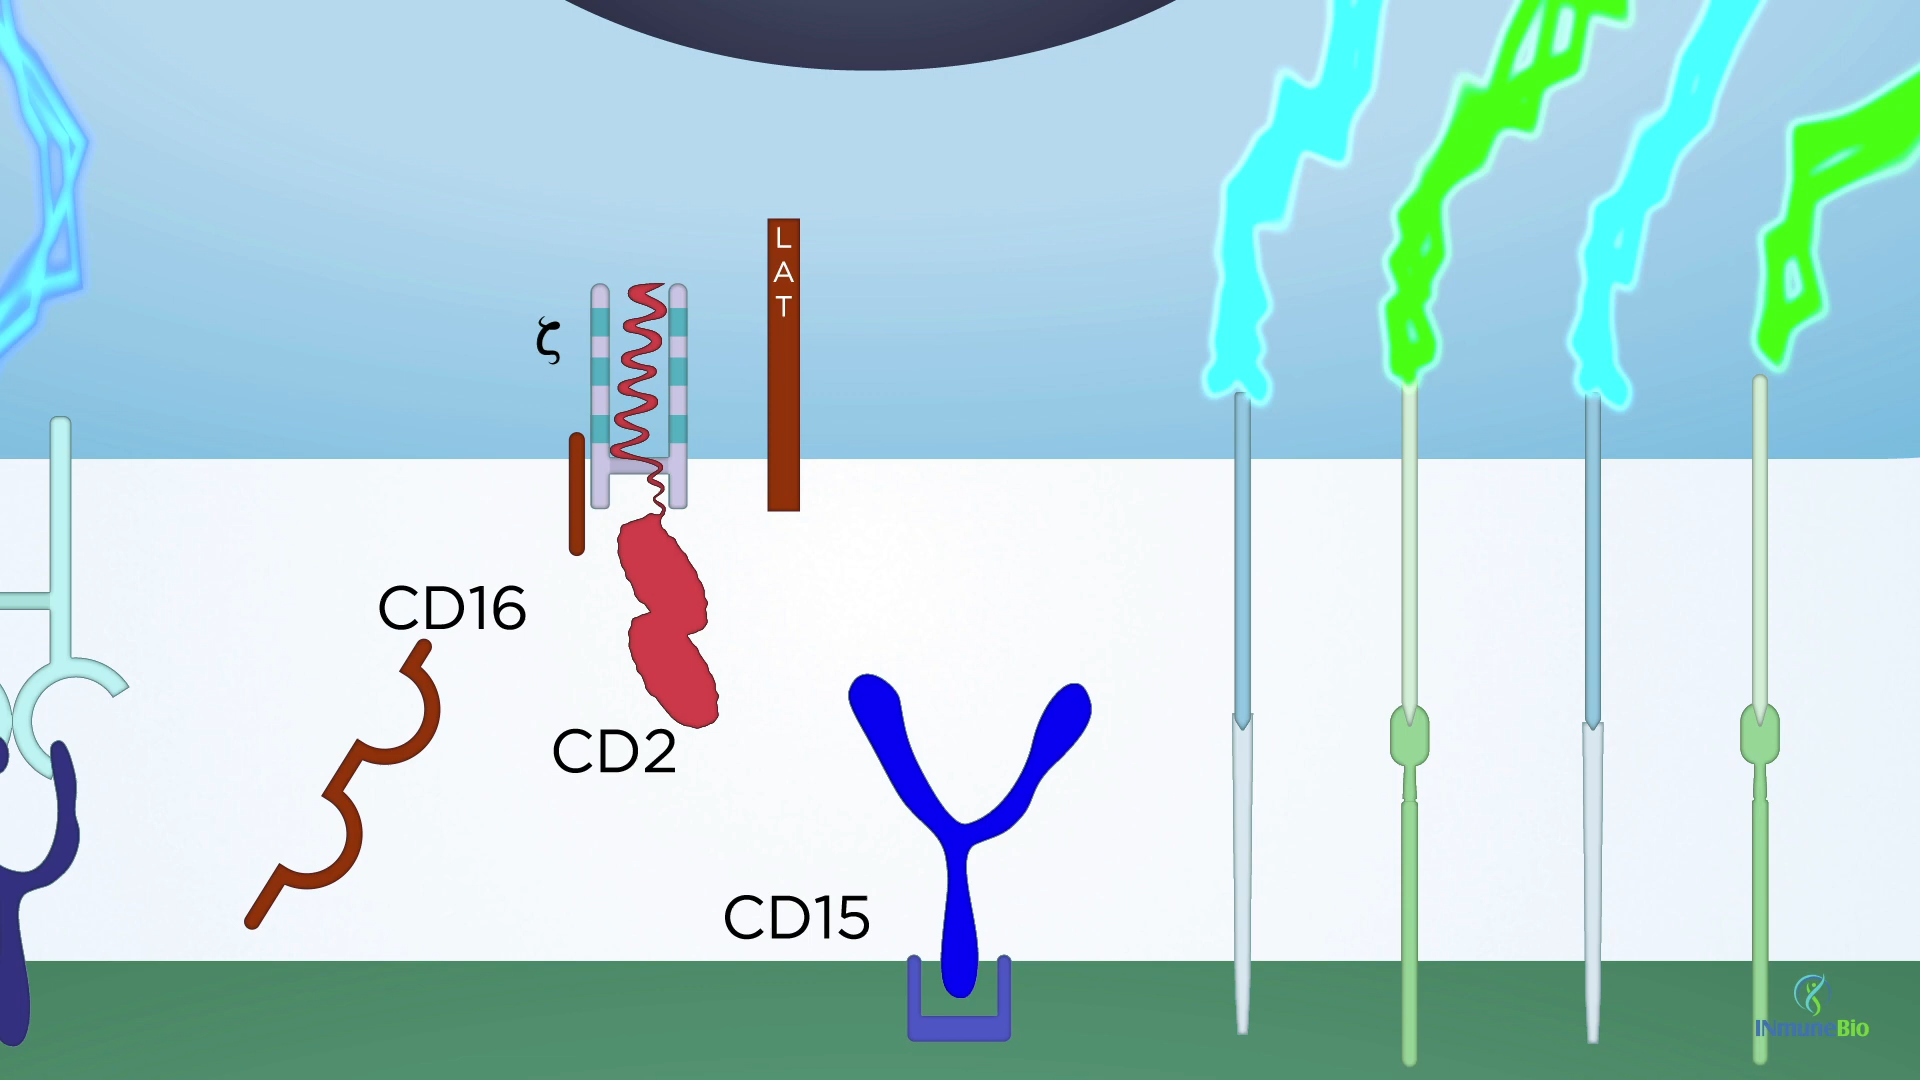 L
A
T
ζ
CD16
CD2
CD15
INmuneBio